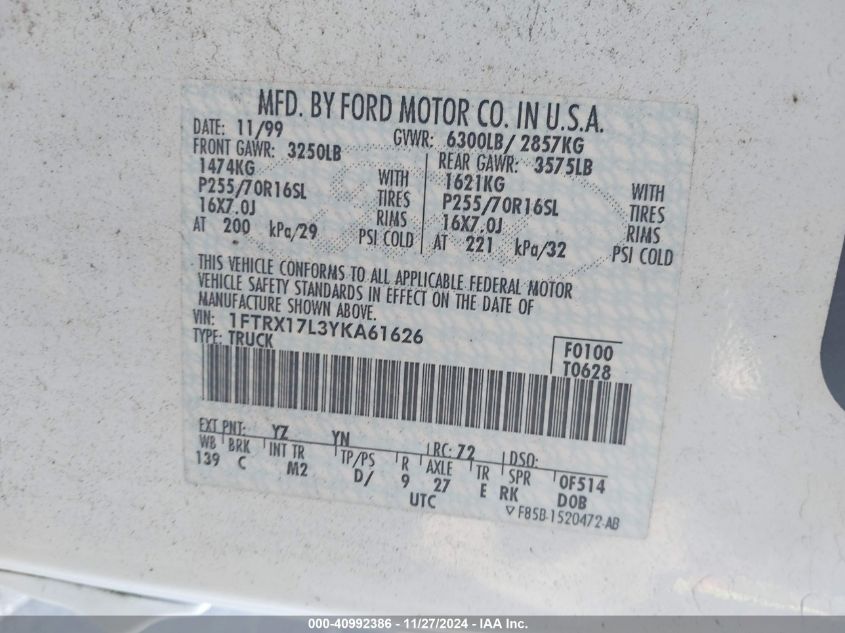 MFD. BY FORD MOTOR CO. IN U.S.A.
DATE: 11/99 GVWR: 6300LB/ 2857KG
FRONT GAWR: 3250LB REAR GAWR: 3575LB
1474KG WITH 1621KG WITH
P255/70R16SL TIRES P255/70R16SL TIRES
16X7.0J RIMS 16X7.0J RIMS
AT 200 kPa/29 PSI COLD AT 221 kPa/32 PSI COLD
THIS VEHICLE CONFORMS TO ALL APPLICABLE FEDERAL MOTOR
VEHICLE SAFETY STANDARDS IN EFFECT ON THE DATE OF
MANUFACTURE SHOWN ABOVE.
VIN: 1FTRX17L3YKA61626
TYPE: TRUCK F0100
T0628
EXT PNT: YZ YN RC: 72 DSO:
WB BRK INT TR TP/PS R AXLE TR SPR 0F514
139 C M2 D/ 9 27 E RK DOB
UTC ▽ F85B-1520472-AB
000-40992386 - 11/27/2024 - IAA Inc.